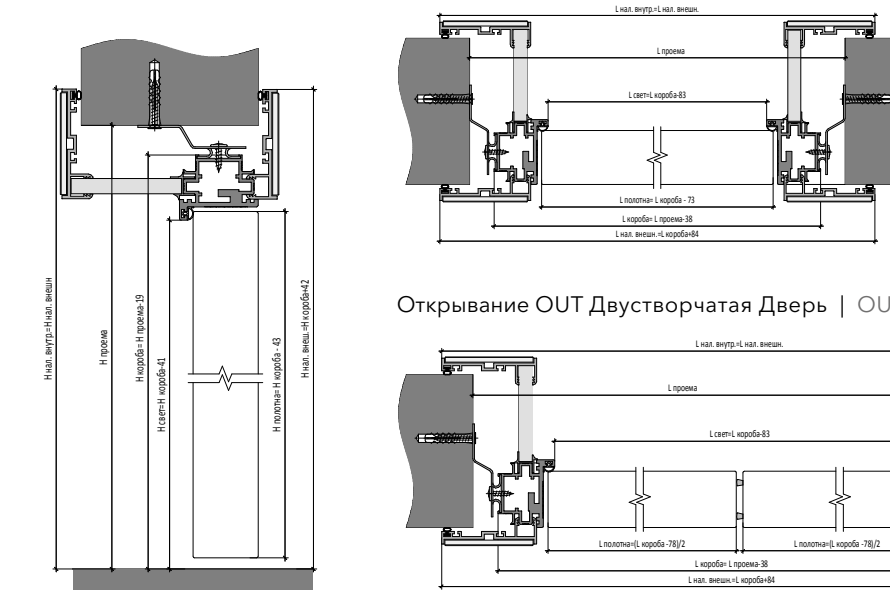 H нал. внутр.=H нал. внешн
H проема
H короба= H проема-19
H свет=H короба-41
H полотна= H короба - 43
H нал. внеш.=H короба+42
L нал. внутр.=L нал. внешн.
L проема
L свет=L короба-83
L полотна= L короба - 73
L короба= L проема-38
L нал. внешн.=L короба+84
Открывание OUT Двустворчатая Дверь | OU
L нал. внутр.=L нал. внешн.
L проема
L свет=L короба-83
L полотна=(L короба -78)/2
L полотна=(L короба -78)/2
L короба= L проема-38
L нал. внешн.=L короба+84